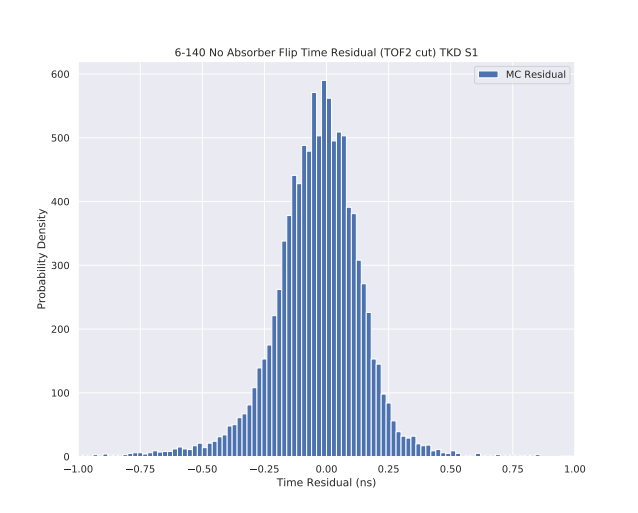 6-140 No Absorber Flip Time Residual (TOF2 cut) TKD S1
MC Residual
600
500
400
300
200
100
0
Probability Density
−1.00 −0.75 −0.50 −0.25 0.00 0.25 0.50 0.75 1.00
Time Residual (ns)